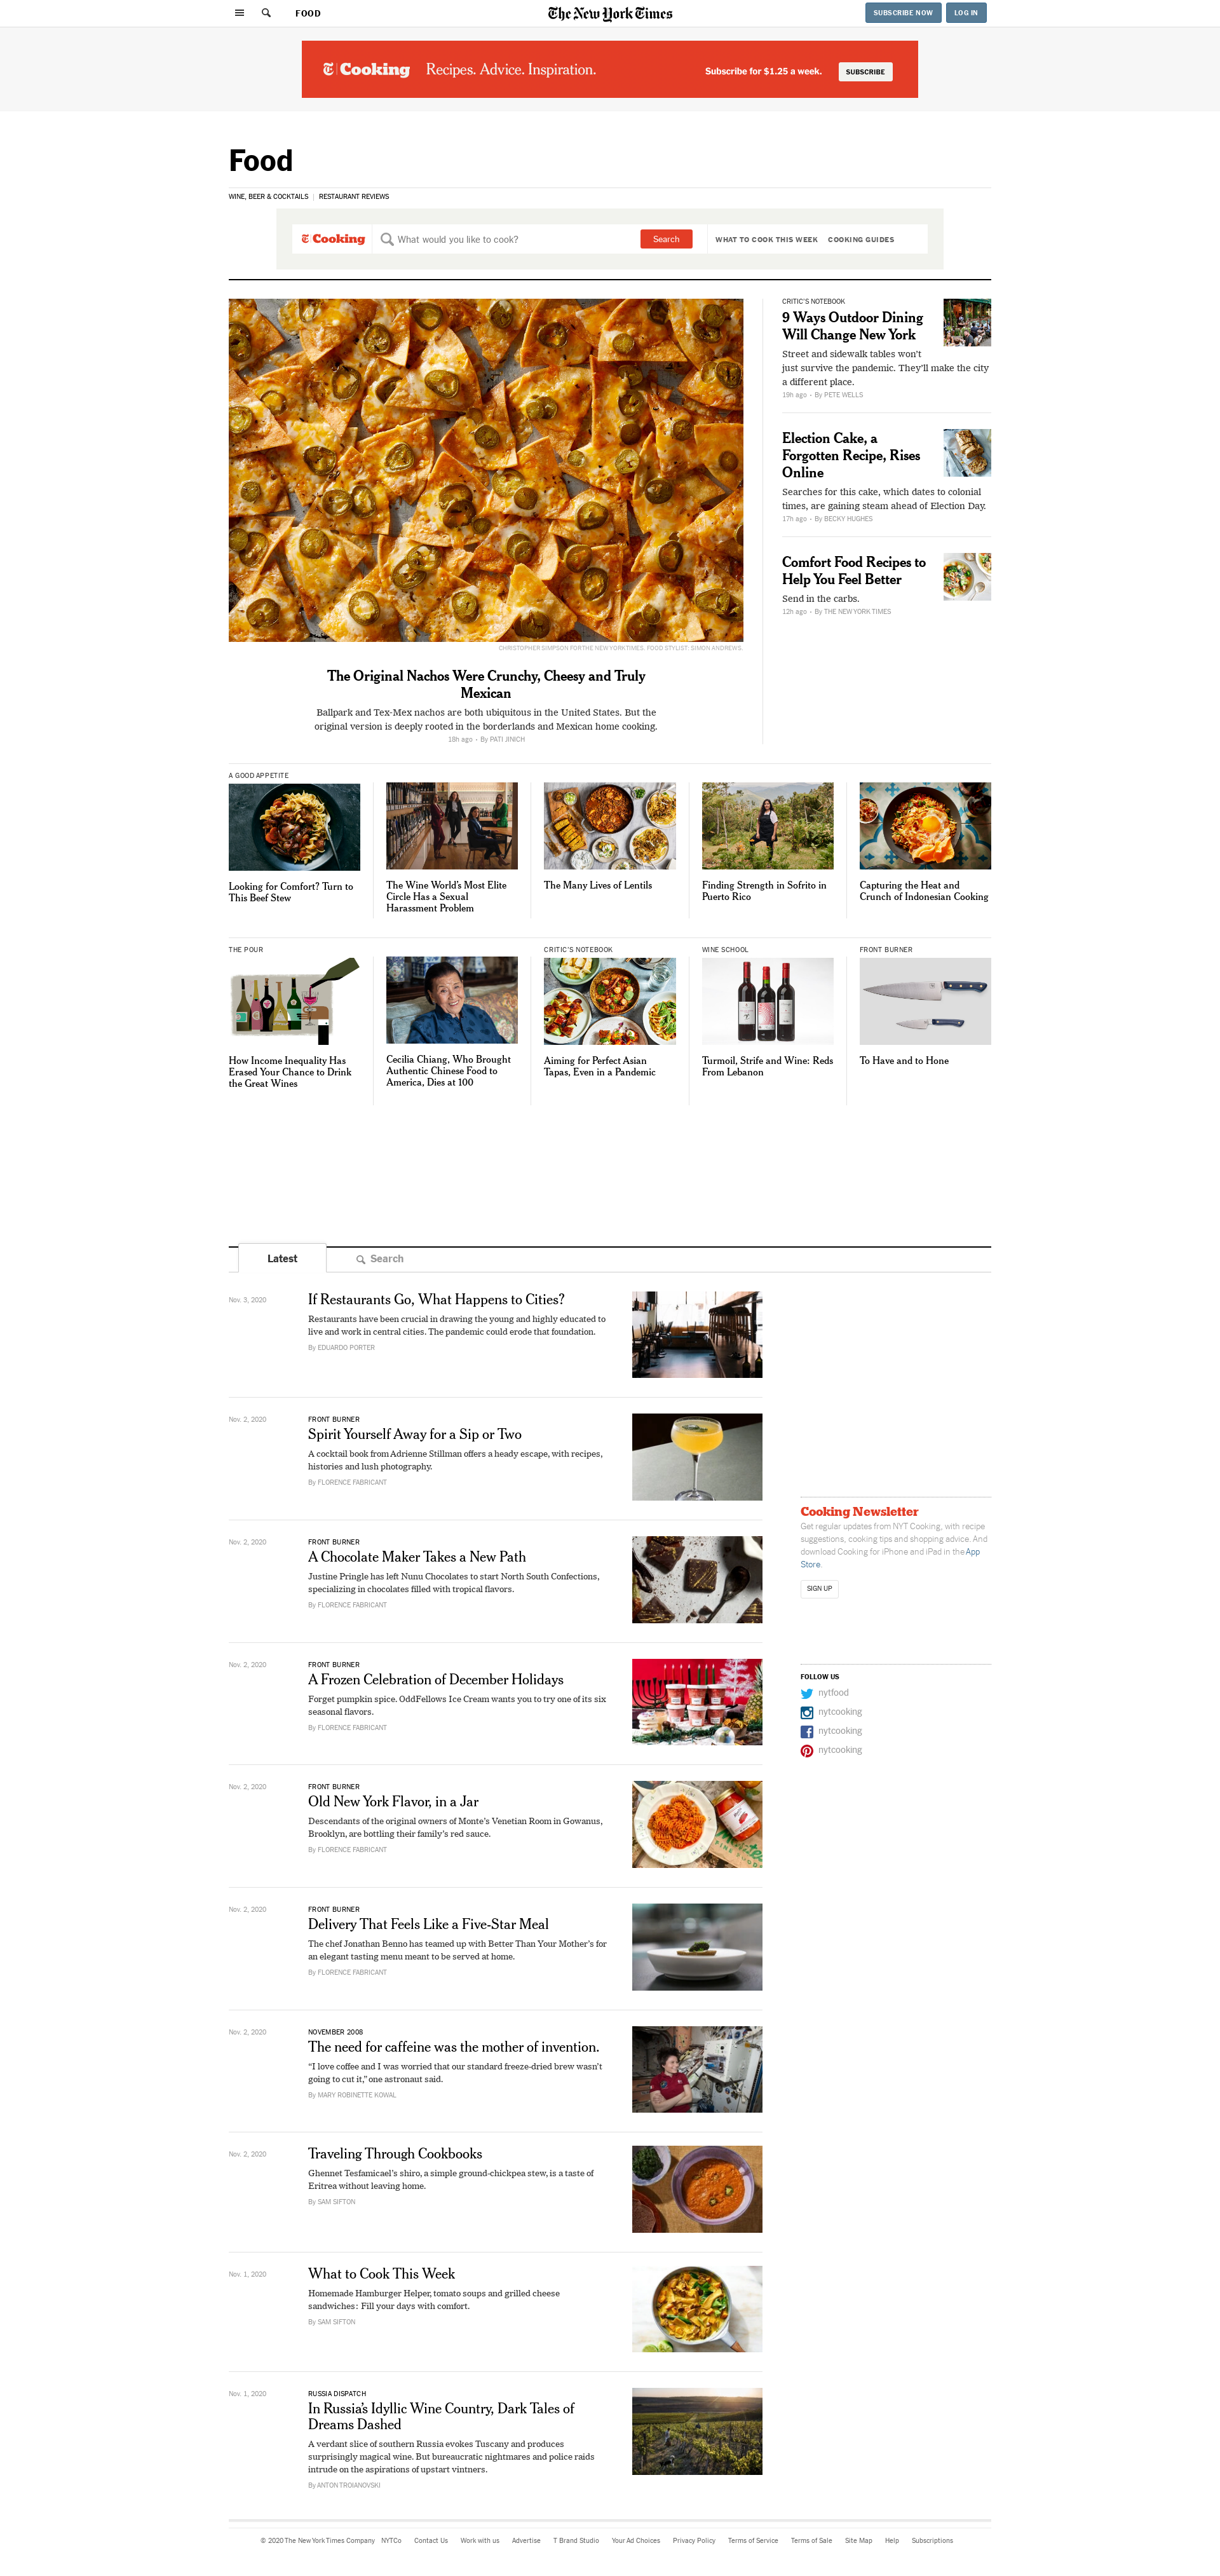 FOOD
The New York Times
SUBSCRIBE NOW
LOG IN
Cooking
Recipes. Advice. Inspiration.
Subscribe for $1.25 a week.
SUBSCRIBE
Food
WINE, BEER & COCKTAILS | RESTAURANT REVIEWS
Cooking
What would you like to cook?
Search
WHAT TO COOK THIS WEEK
COOKING GUIDES
CHRISTOPHER SIMPSON FOR THE NEW YORK TIMES. FOOD STYLIST: SIMON ANDREWS.
The Original Nachos Were Crunchy, Cheesy and Truly
Mexican
Ballpark and Tex-Mex nachos are both ubiquitous in the United States. But the
original version is deeply rooted in the borderlands and Mexican home cooking.
18h ago · By PATI JINICH
CRITIC'S NOTEBOOK
9 Ways Outdoor Dining
Will Change New York
Street and sidewalk tables won't
just survive the pandemic. They'll make the city
a different place.
19h ago · By PETE WELLS
Election Cake, a
Forgotten Recipe, Rises
Online
Searches for this cake, which dates to colonial
times, are gaining steam ahead of Election Day.
17h ago · By BECKY HUGHES
Comfort Food Recipes to
Help You Feel Better
Send in the carbs.
12h ago · By THE NEW YORK TIMES
A GOOD APPETITE
Looking for Comfort? Turn to
This Beef Stew
The Wine World's Most Elite
Circle Has a Sexual
Harassment Problem
The Many Lives of Lentils
Finding Strength in Sofrito in
Puerto Rico
Capturing the Heat and
Crunch of Indonesian Cooking
THE POUR
How Income Inequality Has
Erased Your Chance to Drink
the Great Wines
Cecilia Chiang, Who Brought
Authentic Chinese Food to
America, Dies at 100
CRITIC'S NOTEBOOK
Aiming for Perfect Asian
Tapas, Even in a Pandemic
WINE SCHOOL
Turmoil, Strife and Wine: Reds
From Lebanon
FRONT BURNER
To Have and to Hone
Latest
Search
Nov. 3, 2020
If Restaurants Go, What Happens to Cities?
Restaurants have been crucial in drawing the young and highly educated to
live and work in central cities. The pandemic could erode that foundation.
By EDUARDO PORTER
Nov. 2, 2020
FRONT BURNER
Spirit Yourself Away for a Sip or Two
A cocktail book from Adrienne Stillman offers a heady escape, with recipes,
histories and lush photography.
By FLORENCE FABRICANT
Nov. 2, 2020
FRONT BURNER
A Chocolate Maker Takes a New Path
Justine Pringle has left Nunu Chocolates to start North South Confections,
specializing in chocolates filled with tropical flavors.
By FLORENCE FABRICANT
Nov. 2, 2020
FRONT BURNER
A Frozen Celebration of December Holidays
Forget pumpkin spice. OddFellows Ice Cream wants you to try one of its six
seasonal flavors.
By FLORENCE FABRICANT
Nov. 2, 2020
FRONT BURNER
Old New York Flavor, in a Jar
Descendants of the original owners of Monte's Venetian Room in Gowanus,
Brooklyn, are bottling their family's red sauce.
By FLORENCE FABRICANT
Nov. 2, 2020
FRONT BURNER
Delivery That Feels Like a Five-Star Meal
The chef Jonathan Benno has teamed up with Better Than Your Mother's for
an elegant tasting menu meant to be served at home.
By FLORENCE FABRICANT
Nov. 2, 2020
NOVEMBER 2008
The need for caffeine was the mother of invention.
“I love coffee and I was worried that our standard freeze-dried brew wasn't
going to cut it,” one astronaut said.
By MARY ROBINETTE KOWAL
Nov. 2, 2020
Traveling Through Cookbooks
Ghennet Tesfamicael's shiro, a simple ground-chickpea stew, is a taste of
Eritrea without leaving home.
By SAM SIFTON
Nov. 1, 2020
What to Cook This Week
Homemade Hamburger Helper, tomato soups and grilled cheese
sandwiches: Fill your days with comfort.
By SAM SIFTON
Nov. 1, 2020
RUSSIA DISPATCH
In Russia's Idyllic Wine Country, Dark Tales of
Dreams Dashed
A verdant slice of southern Russia evokes Tuscany and produces
surprisingly magical wine. But bureaucratic nightmares and police raids
intrude on the aspirations of upstart vintners.
By ANTON TROIANOVSKI
Cooking Newsletter
Get regular updates from NYT Cooking, with recipe
suggestions, cooking tips and shopping advice. And
download Cooking for iPhone and iPad in the App
Store.
SIGN UP
FOLLOW US
nytfood
nytcooking
nytcooking
nytcooking
© 2020 The New York Times Company NYTCo Contact Us Work with us Advertise T Brand Studio Your Ad Choices Privacy Policy Terms of Service Terms of Sale Site Map Help Subscriptions